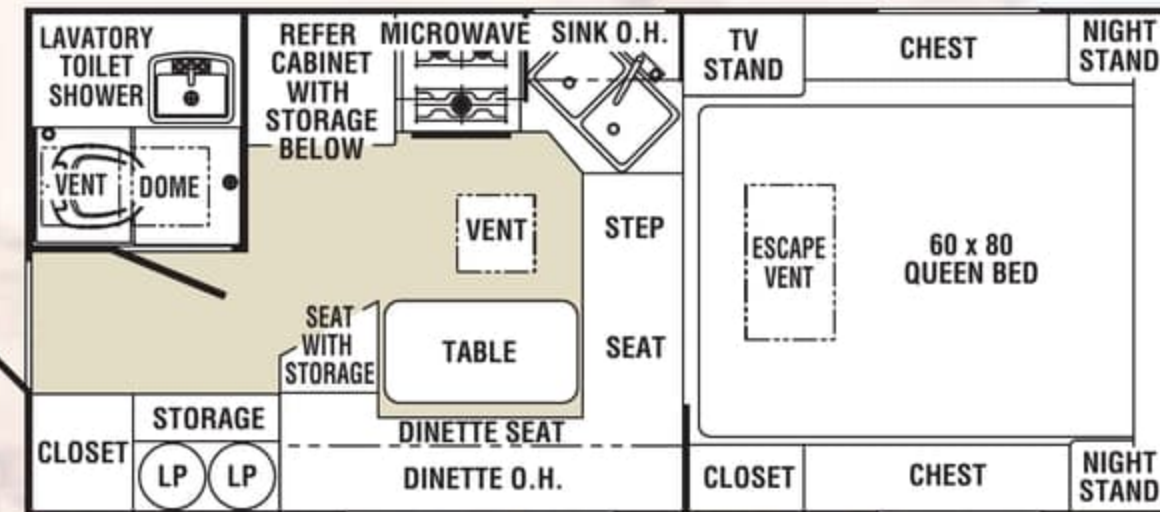 LAVATORY
TOILET
SHOWER
REFER
CABINET
WITH
STORAGE
BELOW
MICROWAVE
SINK O.H.
TV
STAND
CHEST
NIGHT
STAND
VENT
DOME
VENT
STEP
ESCAPE
VENT
60 x 80
QUEEN BED
SEAT
WITH
STORAGE
TABLE
SEAT
CLOSET
STORAGE
LP
LP
DINETTE SEAT
DINETTE O.H.
CLOSET
CHEST
NIGHT
STAND